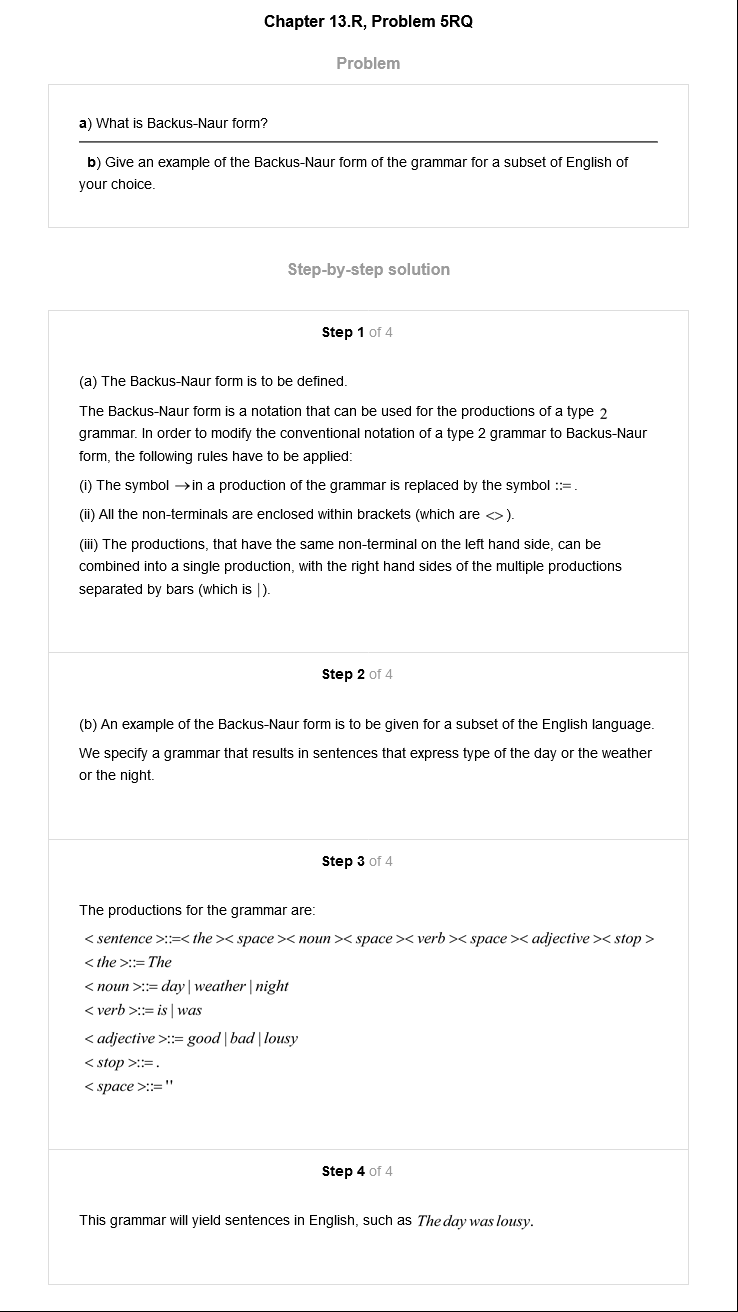 Chapter 13.R, Problem 5RQ
Problem
a) What is Backus-Naur form?
b) Give an example of the Backus-Naur form of the grammar for a subset of English of
your choice.
Step-by-step solution
Step 1 of 4
(a) The Backus-Naur form is to be defined.
The Backus-Naur form is a notation that can be used for the productions of a type 2
grammar. In order to modify the conventional notation of a type 2 grammar to Backus-Naur
form, the following rules have to be applied:
(i) The symbol → in a production of the grammar is replaced by the symbol ::= .
(ii) All the non-terminals are enclosed within brackets (which are <> ).
(iii) The productions, that have the same non-terminal on the left hand side, can be
combined into a single production, with the right hand sides of the multiple productions
separated by bars (which is | ).
Step 2 of 4
(b) An example of the Backus-Naur form is to be given for a subset of the English language.
We specify a grammar that results in sentences that express type of the day or the weather
or the night.
Step 3 of 4
The productions for the grammar are:
< sentence >::=< the >< space >< noun >< space >< verb >< space >< adjective >< stop >
< the >::= The
< noun >::= day | weather | night
< verb >::= is | was
< adjective >::= good | bad | lousy
< stop >::= .
< space >::= ''
Step 4 of 4
This grammar will yield sentences in English, such as The day was lousy.